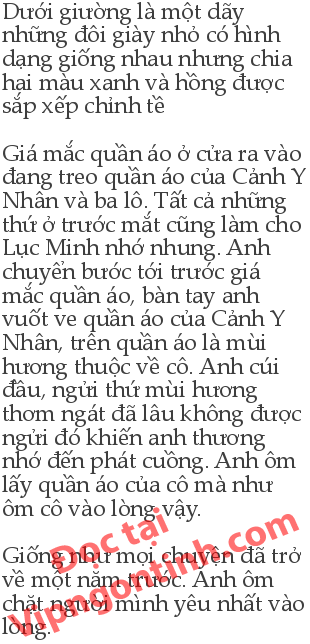 Dưới giường là một dãy
những đôi giày nhỏ có hình
dạng giống nhau nhưng chia
hai màu xanh và hồng được
sắp xếp chỉnh tề
Giá mắc quần áo ở cửa ra vào
đang treo quần áo của Cảnh Y
Nhân và ba lô. Tất cả những
thứ ở trước mắt cũng làm cho
Lục Minh nhớ nhung. Anh
chuyển bước tới trước giá
mắc quần áo, bàn tay anh
vuốt ve quần áo của Cảnh Y
Nhân, trên quần áo là mùi
hương thuộc về cô. Anh cúi
đầu, ngửi thứ mùi hương
thơm ngát đã lâu không được
ngửi đó khiến anh thương
nhớ đến phát cuồng. Anh ôm
lấy quần áo của cô mà như
ôm cô vào lòng vậy.
Giống như mọi chuyện đã trở
về một năm trước. Anh ôm
chặt người mình yêu nhất vào
lòng.
Đọc tại
Vipngontinh.com